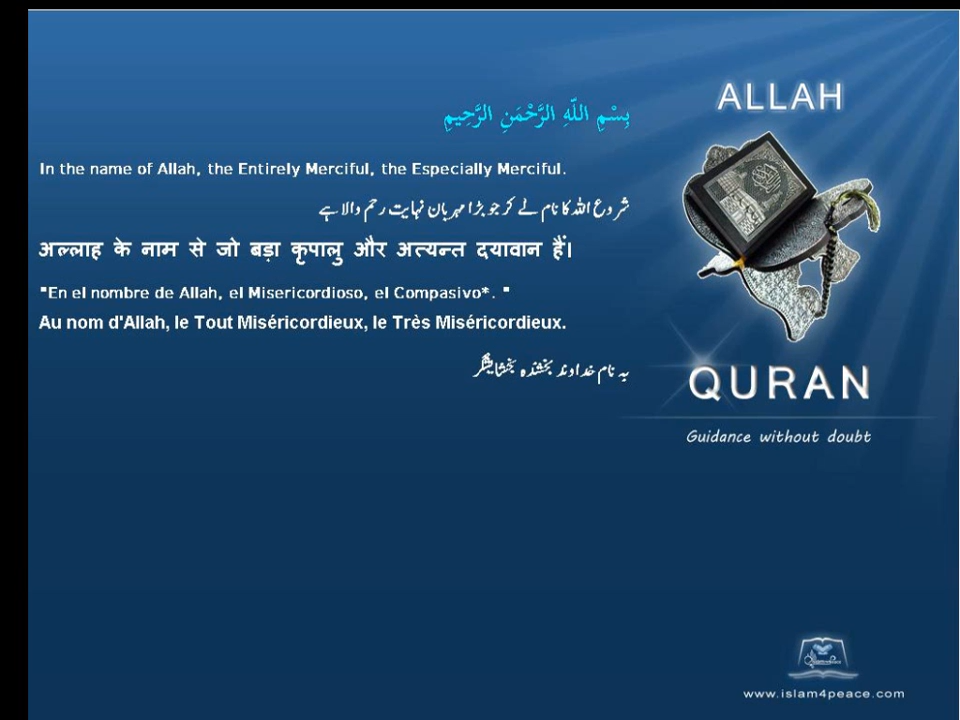 بِسْمِ اللّهِ الرَّحْمَنِ الرَّحِيمِ
In the name of Allah, the Entirely Merciful, the Especially Merciful.
شروع اللہ کا نام لے کر جو بڑا مہربان نہایت رحم والا ہے
अल्लाह के नाम से जो बड़ा कृपालु और अत्यन्त दयावान हैं।
"En el nombre de Allah, el Misericordioso, el Compasivo*. "
Au nom d'Allah, le Tout Miséricordieux, le Très Miséricordieux.
به نام خداوند بخشنده بخشایشگر
ALLAH
QURAN
Guidance without doubt
www.islam4peace.com